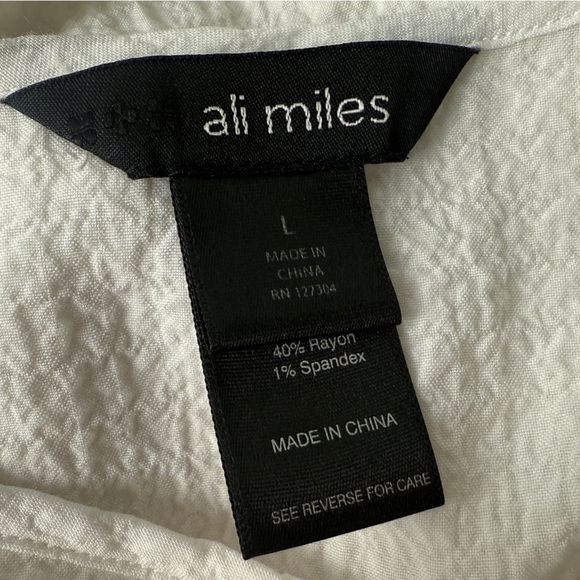 ali miles
L
MADE IN
CHINA
RN 127304
40% Rayon
1% Spandex
MADE IN CHINA
SEE REVERSE FOR CARE